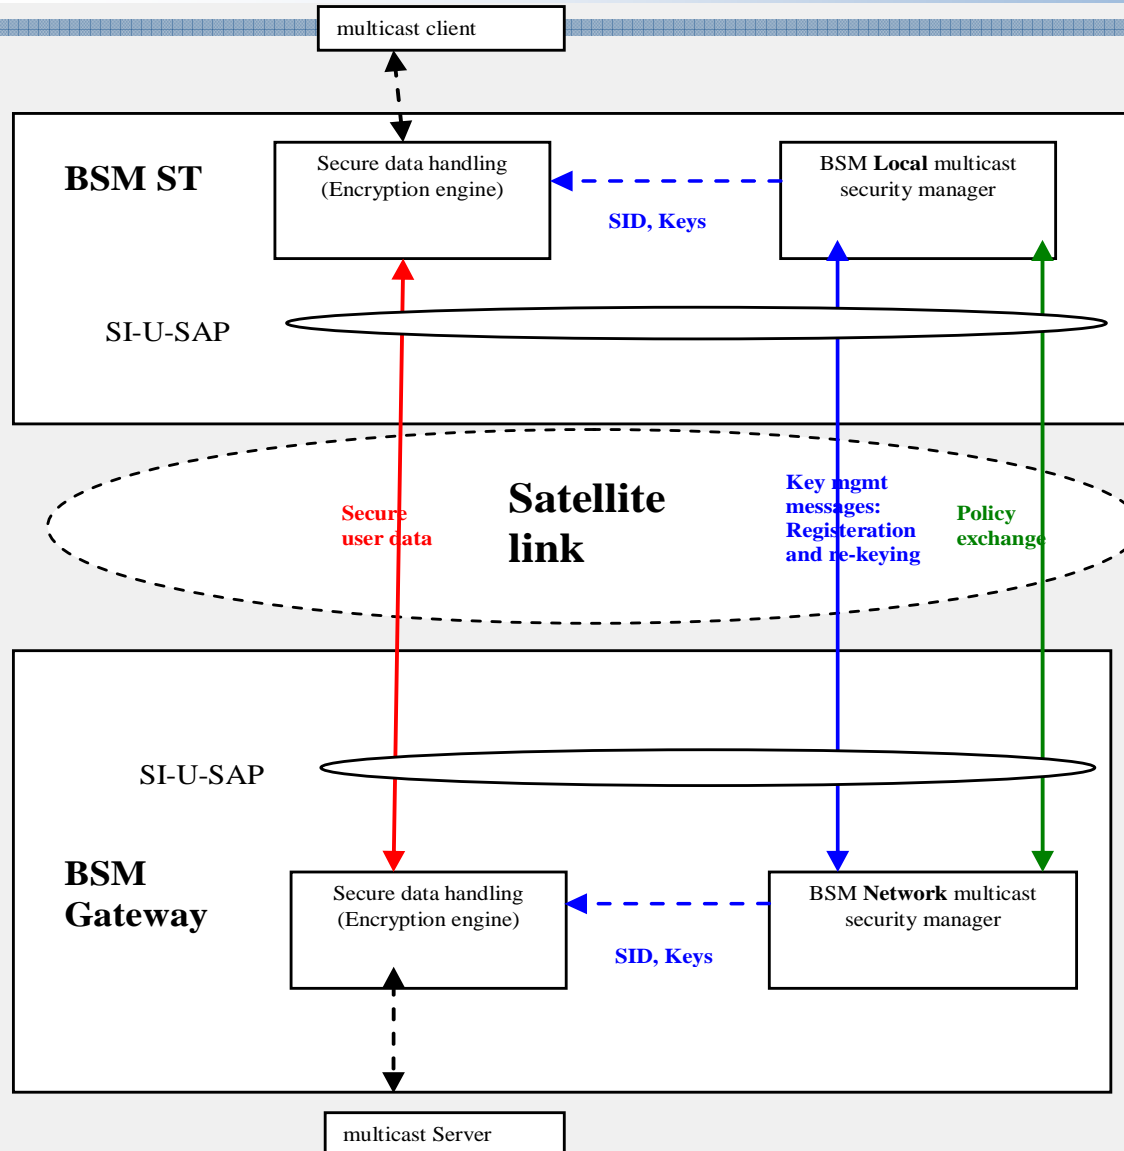 multicast client
BSM ST
Secure data handling
(Encryption engine)
BSM Local multicast
security manager
SID, Keys
SI-U-SAP
Secure
user data
Satellite
link
Key mgmt
messages:
Registeration
and re-keying
Policy
exchange
SI-U-SAP
BSM
Gateway
Secure data handling
(Encryption engine)
BSM Network multicast
security manager
SID, Keys
multicast Server